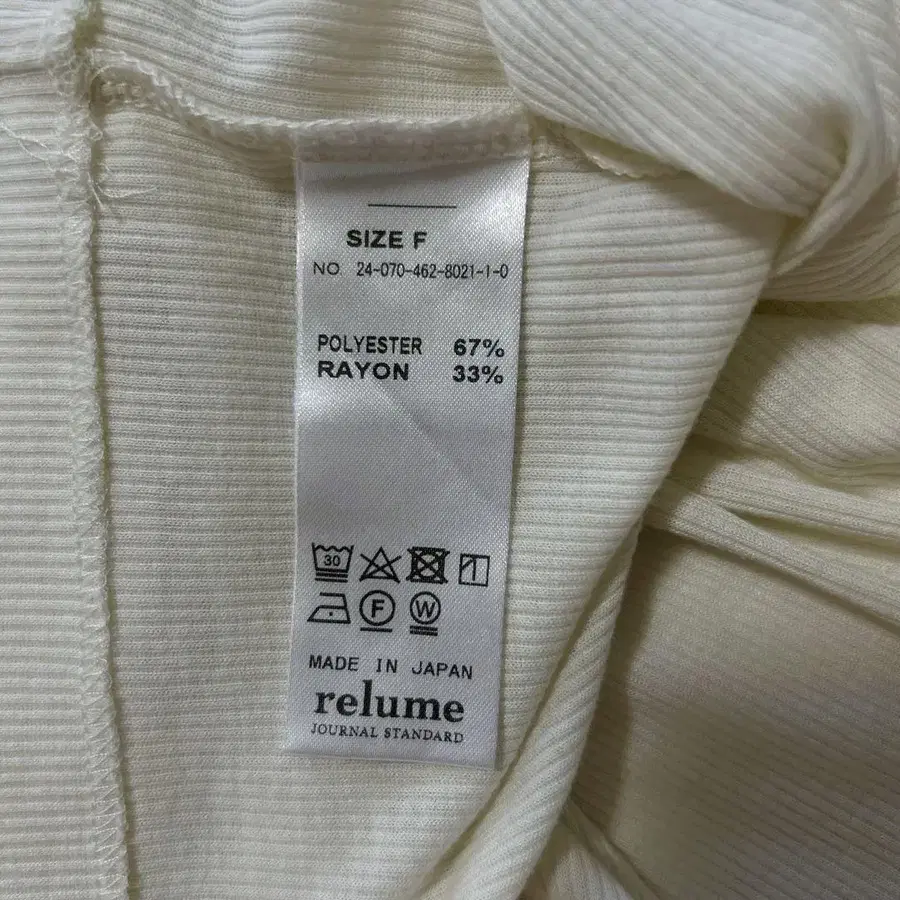 SIZE F
NO. 24-070-462-8021-1-0
POLYESTER 67%
RAYON 33%
30
F W
MADE IN JAPAN
relume
JOURNAL STANDARD